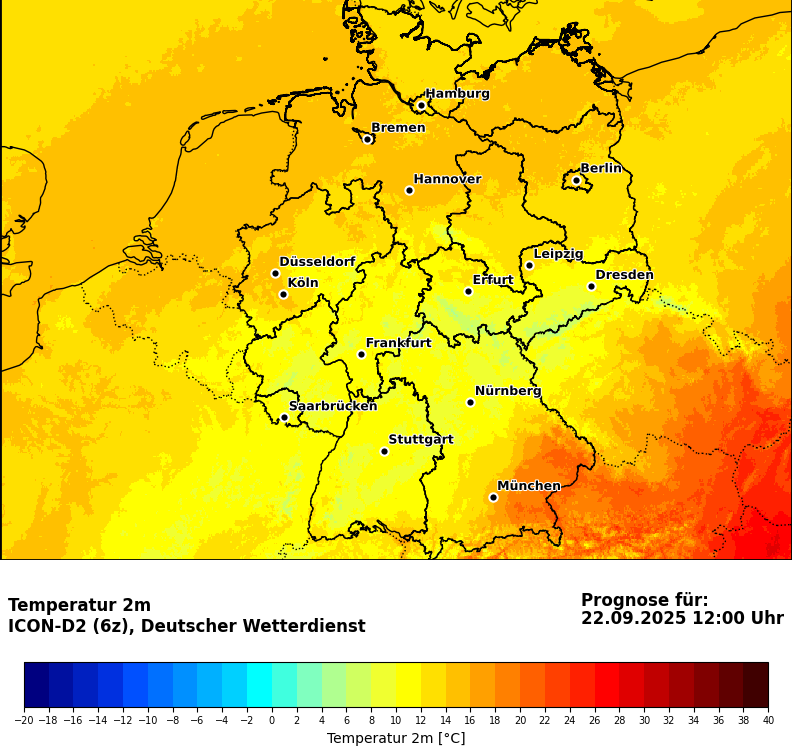 Hamburg
Bremen
Berlin
Hannover
Leipzig
Düsseldorf
Dresden
Köln
Erfurt
Frankfurt
Nürnberg
Saarbrücken
Stuttgart
München
Temperatur 2m
ICON-D2 (6z), Deutscher Wetterdienst
Prognose für:
22.09.2025 12:00 Uhr
−20 −18 −16 −14 −12 −10 −8 −6 −4 −2 0 2 4 6 8 10 12 14 16 18 20 22 24 26 28 30 32 34 36 38 40
Temperatur 2m [°C]